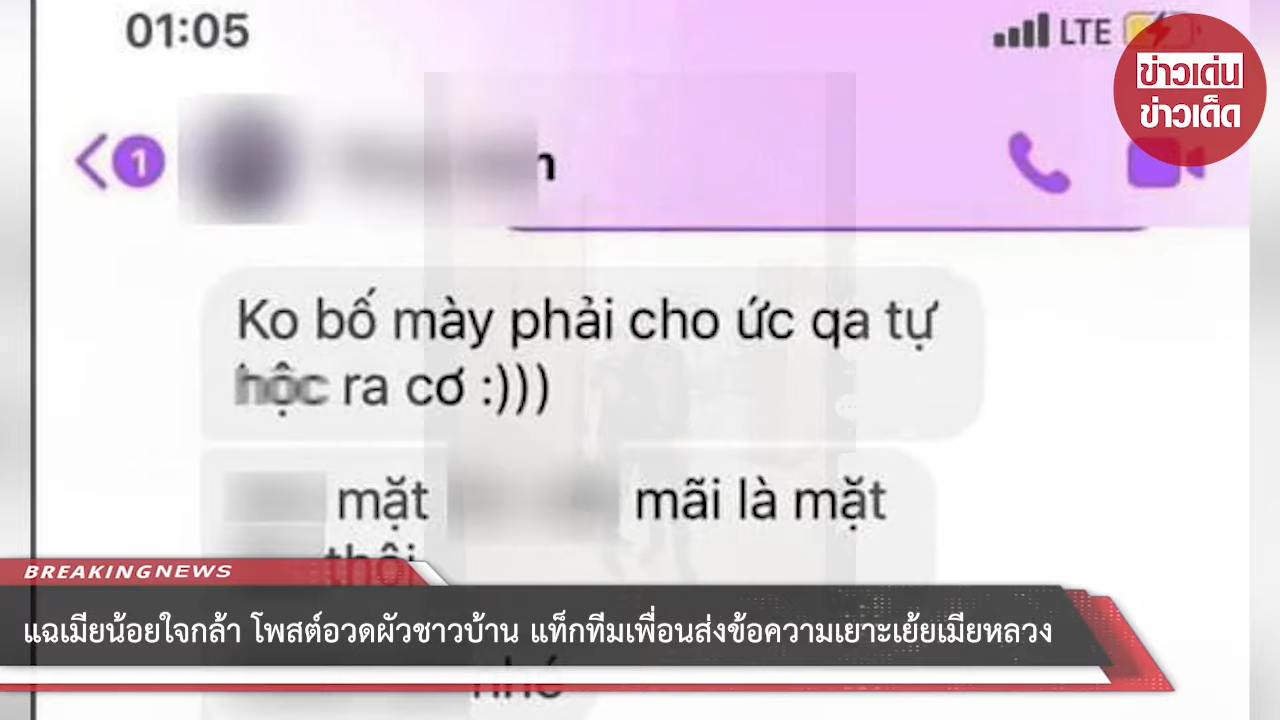 01:05
LTE
ข่าวเด่น
ข่าวเด็ด
1
n
Ko bố mày phải cho ức qa tự
hộc ra cơ :)))
mặt mãi là mặt
thôi
BREAKINGNEWS
แฉเมียน้อยใจกล้า โพสต์อวดผัวชาวบ้าน แท็กทีมเพื่อนส่งข้อความเยาะเย้ยเมียหลวง
nhé